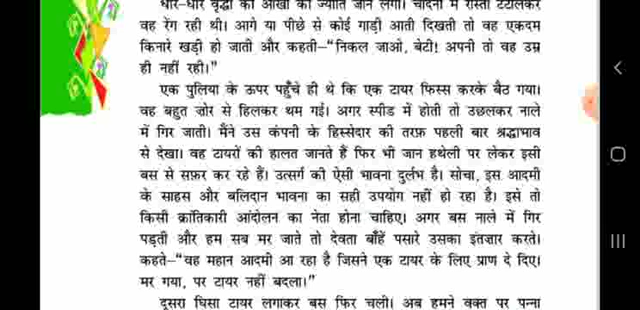 धीरे-धीरे वृद्धा की आँखों की ज्योति जाने लगी। चाँदनी में रास्ता टटोलकर
वह रेंग रही थी। आगे या पीछे से कोई गाड़ी आती दिखती तो वह एकदम
किनारे खड़ी हो जाती और कहती–“निकल जाओ, बेटी! अपनी तो वह उम्र
ही नहीं रही।”
एक पुलिया के ऊपर पहुँचे ही थे कि एक टायर फिस्स करके बैठ गया।
वह बहुत ज़ोर से हिलकर थम गई। अगर स्पीड में होती तो उछलकर नाले
में गिर जाती। मैंने उस कंपनी के हिस्सेदार की तरफ़ पहली बार श्रद्धाभाव
से देखा। वह टायरों की हालत जानते हैं फिर भी जान हथेली पर लेकर इसी
बस से सफ़र कर रहे हैं। उत्सर्ग की ऐसी भावना दुर्लभ है। सोचा, इस आदमी
के साहस और बलिदान भावना का सही उपयोग नहीं हो रहा है। इसे तो
किसी क्रांतिकारी आंदोलन का नेता होना चाहिए। अगर बस नाले में गिर
पड़ती और हम सब मर जाते तो देवता बाँहें पसारे उसका इंतज़ार करते।
कहते–“वह महान आदमी आ रहा है जिसने एक टायर के लिए प्राण दे दिए।
मर गया, पर टायर नहीं बदला।”
दूसरा घिसा टायर लगाकर बस फिर चली। अब हमने वक्त पर पन्ना